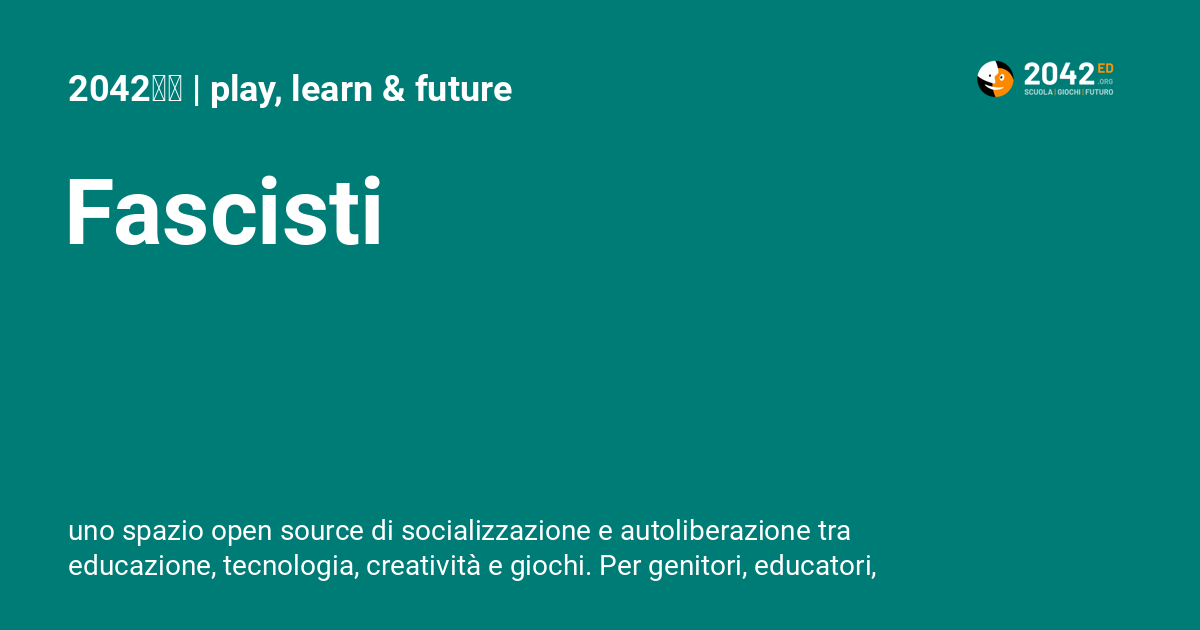 2042 | play, learn & future
2042 ED
.ORG
SCUOLA | GIOCHI | FUTURO
Fascisti
uno spazio open source di socializzazione e autoliberazione tra
educazione, tecnologia, creatività e giochi. Per genitori, educatori,